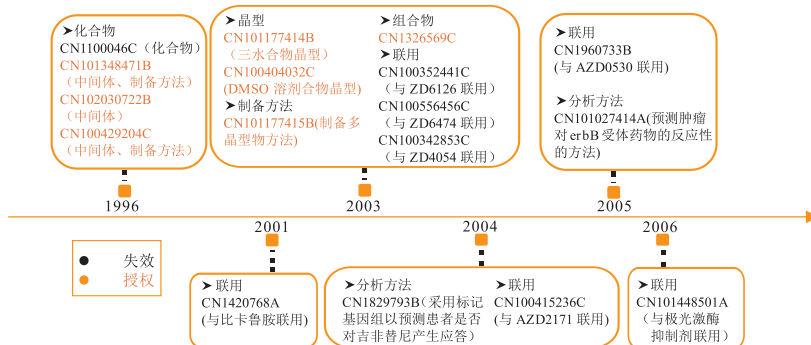 ➤化合物
CN1100046C（化合物）
CN101348471B
（中间体、制备方法）
CN102030722B
（中间体）
CN100429204C
（中间体、制备方法）
➤晶型
CN101177414B
（三水合物晶型）
CN100404032C
(DMSO 溶剂合物晶型)
➤制备方法
CN101177415B(制备多
晶型物方法)
➤组合物
CN1326569C
➤联用
CN100352441C
（与 ZD6126 联用）
CN100556456C
（与 ZD6474 联用）
CN100342853C
（与 ZD4054 联用）
➤联用
CN1960733B
(与 AZD0530 联用)
➤分析方法
CN101027414A(预测肿瘤
对erbB 受体药物的反应性
的方法)
1996
2003
2005
2001
2004
2006
失效
授权
➤联用
CN1420768A
(与比卡鲁胺联用)
➤分析方法
CN1829793B（采用标记
基因组以预测患者是否
对吉非替尼产生应答）
➤联用
CN100415236C
(与 AZD2171 联用)
➤联用
CN101448501A
（与极光激酶
抑制剂联用）